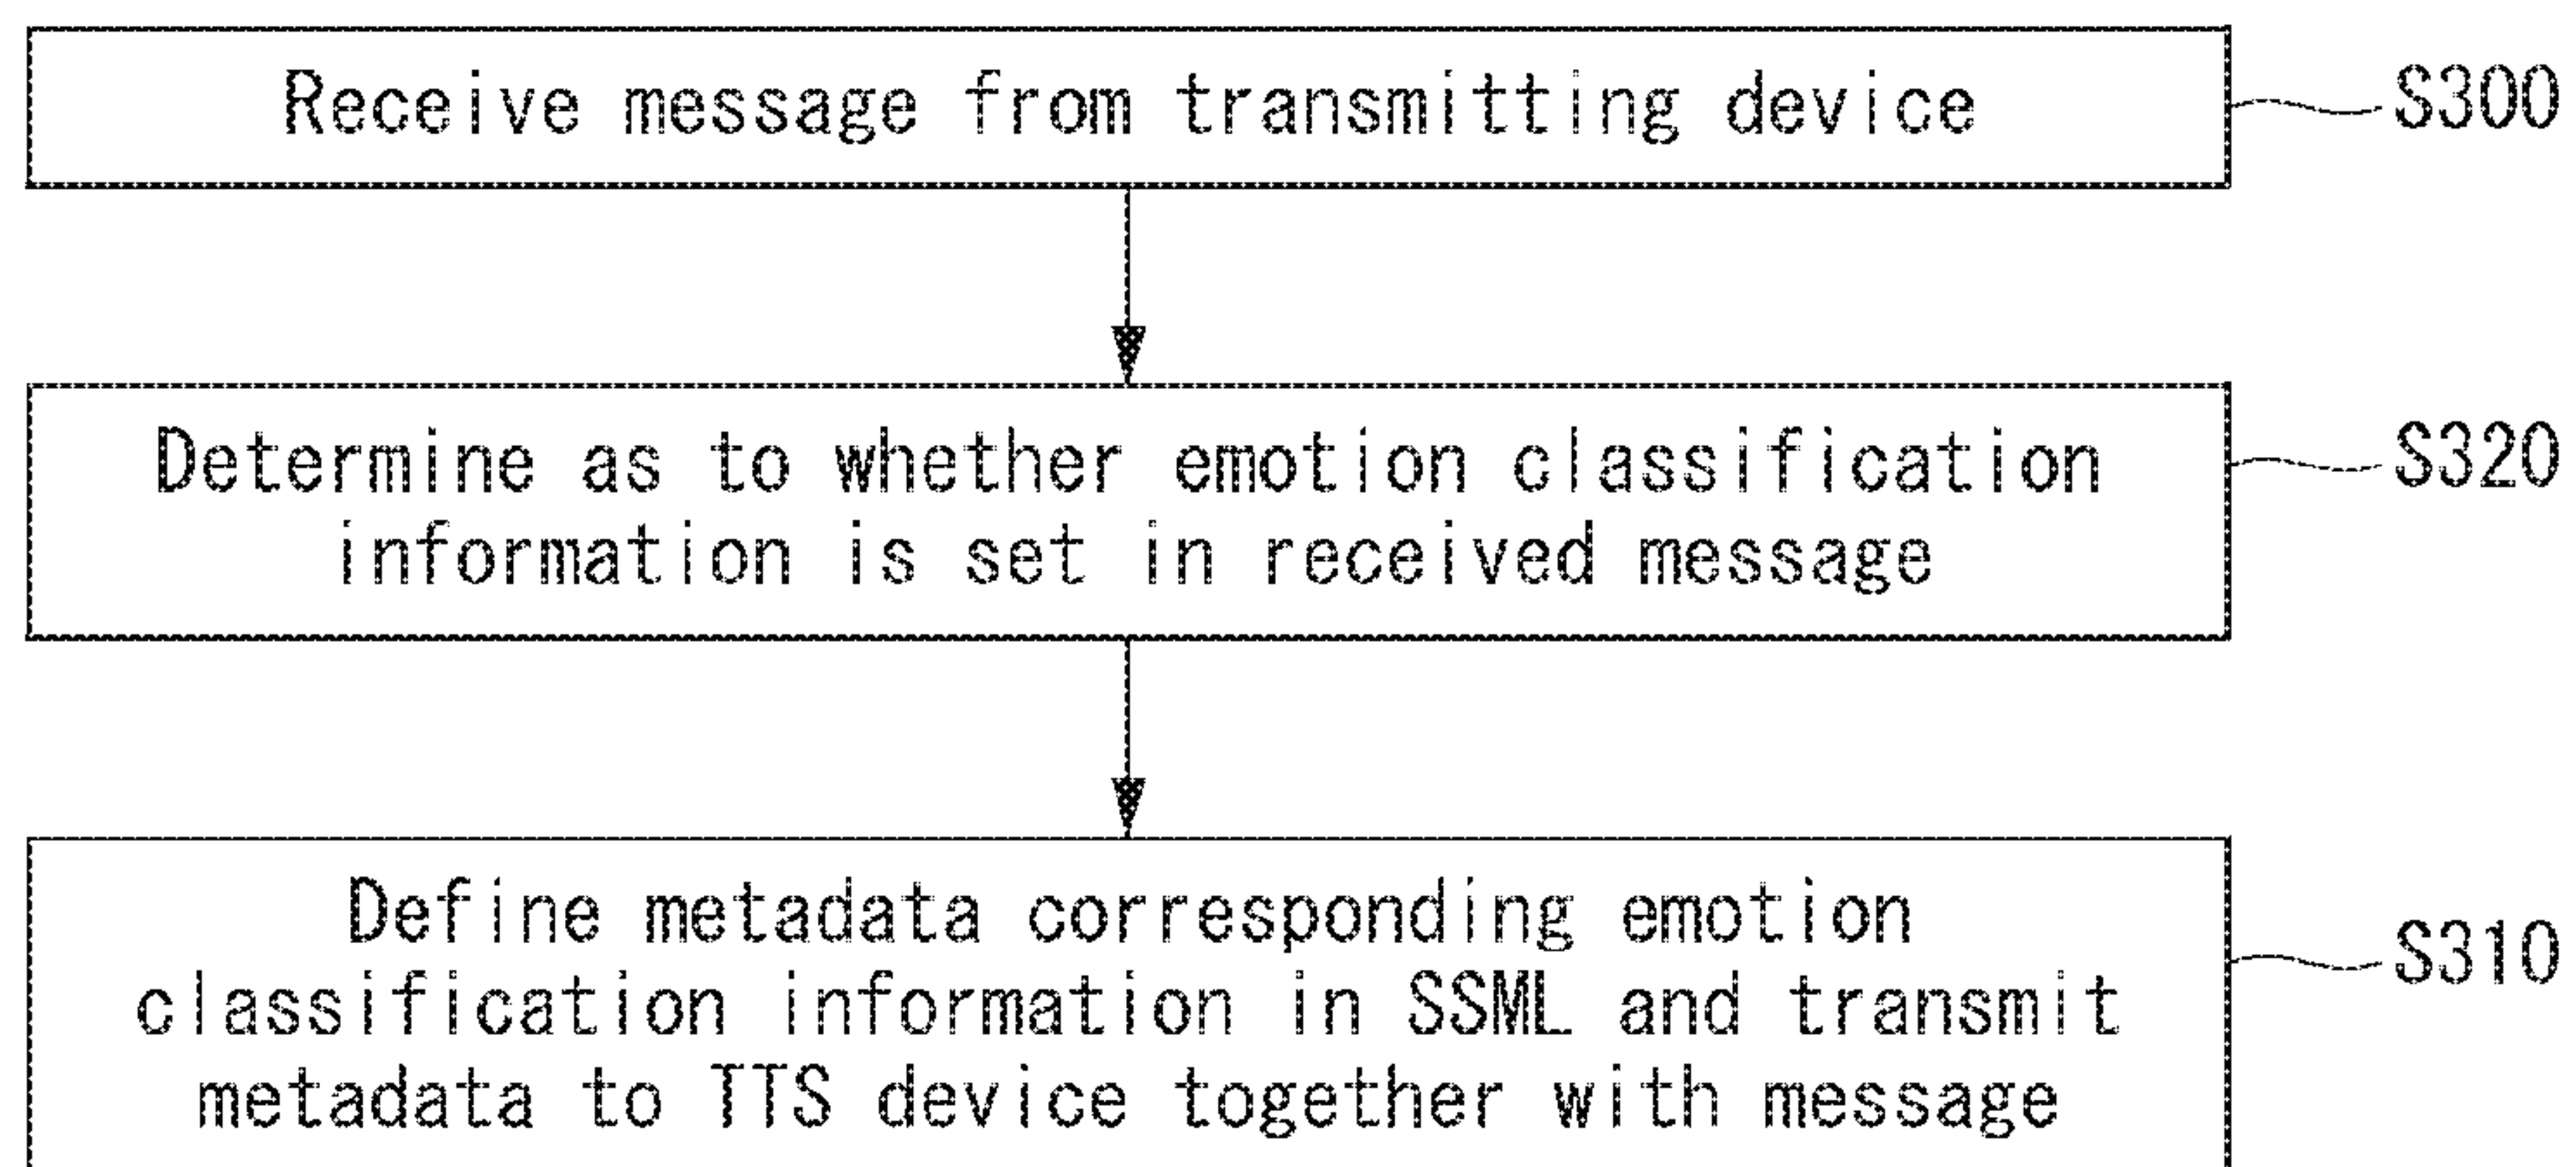 Receive message from transmitting device
S300
Determine as to whether emotion classification
information is set in received message
S320
Define metadata corresponding emotion
classification information in SSML and transmit
metadata to TTS device together with message
S310